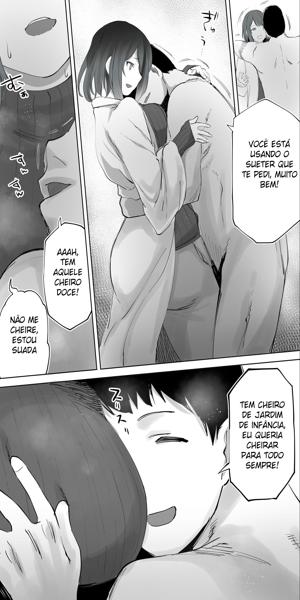 VOCÊ ESTÁ
USANDO O
SUETER QUE
TE PEDI, MUITO
BEM!
AAAH,
TEM
AQUELE
CHEIRO
DOCE!
NÃO ME
CHEIRE,
ESTOU
SUADA
TEM CHEIRO
DE JARDIM
DE INFÂNCIA,
EU QUERIA
CHEIRAR
PARA TODO
SEMPRE!